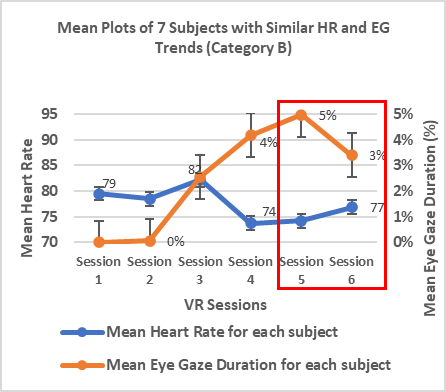 Mean Plots of 7 Subjects with Similar HR and EG
Trends (Category B)
95
90
85
80
75
70
5%
4%
3%
2%
1%
0%
Mean Heart Rate
Mean Eye Gaze Duration (%)
79
82
74
77
0%
4%
5%
3%
Session Session Session Session Session Session
1 2 3 4 5 6
VR Sessions
Mean Heart Rate for each subject
Mean Eye Gaze Duration for each subject